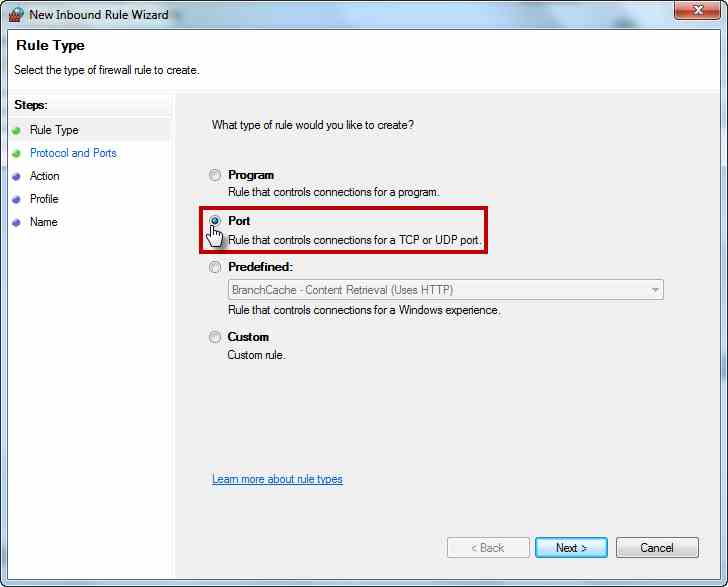 New Inbound Rule Wizard
Rule Type
Select the type of firewall rule to create.
Steps:
Rule Type
Protocol and Ports
Action
Profile
Name
What type of rule would you like to create?
Program
Rule that controls connections for a program.
Port
Rule that controls connections for a TCP or UDP port.
Predefined:
BranchCache - Content Retrieval (Uses HTTP)
Rule that controls connections for a Windows experience.
Custom
Custom rule.
Learn more about rule types
< Back
Next >
Cancel